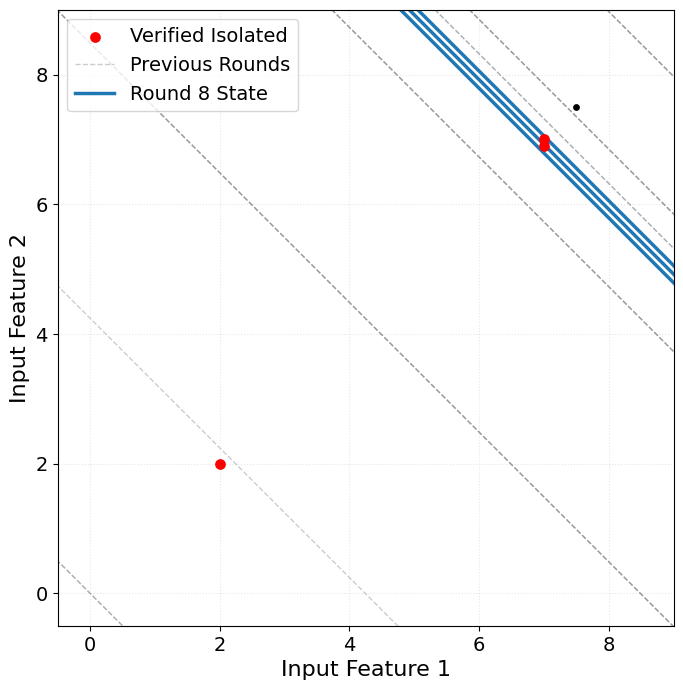 Verified Isolated
Previous Rounds
Round 8 State
8
6
4
2
0
Input Feature 2
0 2 4 6 8
Input Feature 1